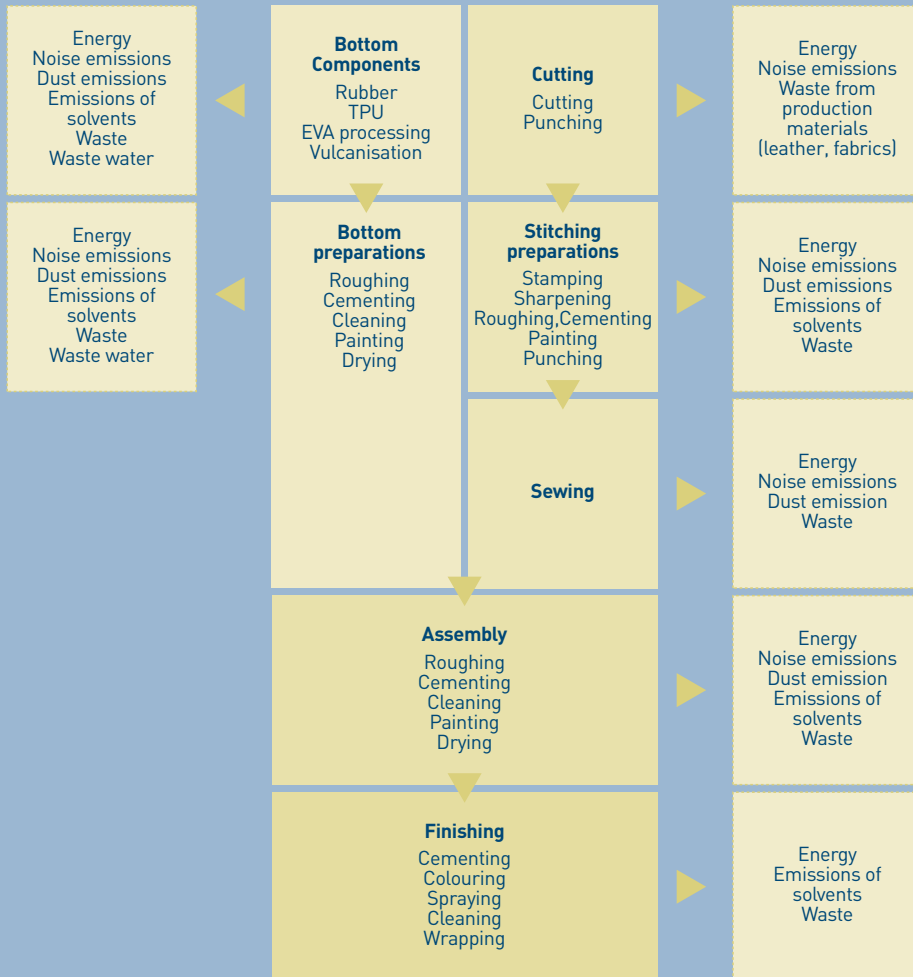 Energy
Noise emissions
Dust emissions
Emissions of
solvents
Waste
Waste water
Bottom
Components
Rubber
TPU
EVA processing
Vulcanisation
Cutting
Cutting
Punching
Energy
Noise emissions
Waste from
production
materials
(leather, fabrics)
Energy
Noise emissions
Dust emissions
Emissions of
solvents
Waste
Waste water
Bottom
preparations
Roughing
Cementing
Cleaning
Painting
Drying
Stitching
preparations
Stamping
Sharpening
Roughing,Cementing
Painting
Punching
Energy
Noise emissions
Dust emissions
Emissions of
solvents
Waste
Sewing
Energy
Noise emissions
Dust emission
Waste
Assembly
Roughing
Cementing
Cleaning
Painting
Drying
Energy
Noise emissions
Dust emission
Emissions of
solvents
Waste
Finishing
Cementing
Colouring
Spraying
Cleaning
Wrapping
Energy
Emissions of
solvents
Waste